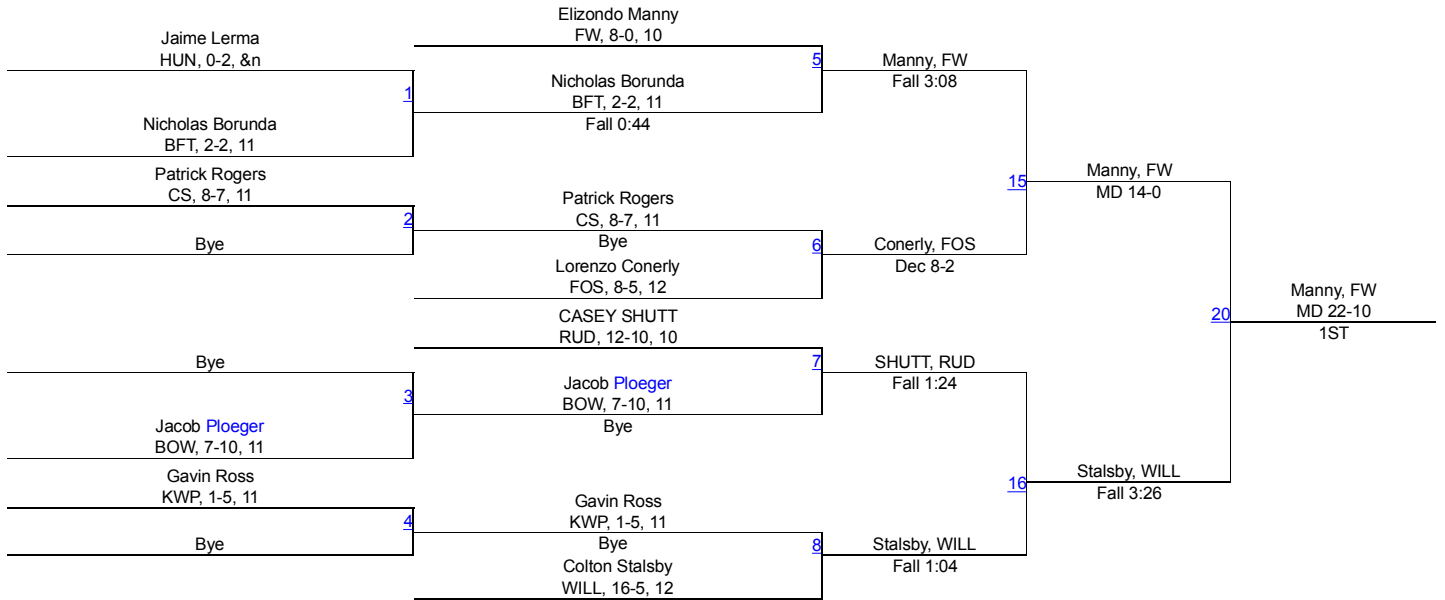 Jaime Lerma
HUN, 0-2, &n
1
Nicholas Borunda
BFT, 2-2, 11
Patrick Rogers
CS, 8-7, 11
2
Bye
Bye
3
Jacob Ploeger
BOW, 7-10, 11
Gavin Ross
KWP, 1-5, 11
4
Bye
Elizondo Manny
FW, 8-0, 10
5
Nicholas Borunda
BFT, 2-2, 11
Fall 0:44
Patrick Rogers
CS, 8-7, 11
Bye
6
Lorenzo Conerly
FOS, 8-5, 12
CASEY SHUTT
RUD, 12-10, 10
7
Jacob Ploeger
BOW, 7-10, 11
Bye
Gavin Ross
KWP, 1-5, 11
Bye
8
Colton Stalsby
WILL, 16-5, 12
Manny, FW
Fall 3:08
15
Conerly, FOS
Dec 8-2
SHUTT, RUD
Fall 1:24
16
Stalsby, WILL
Fall 1:04
Manny, FW
MD 14-0
20
Stalsby, WILL
Fall 3:26
Manny, FW
MD 22-10
1ST